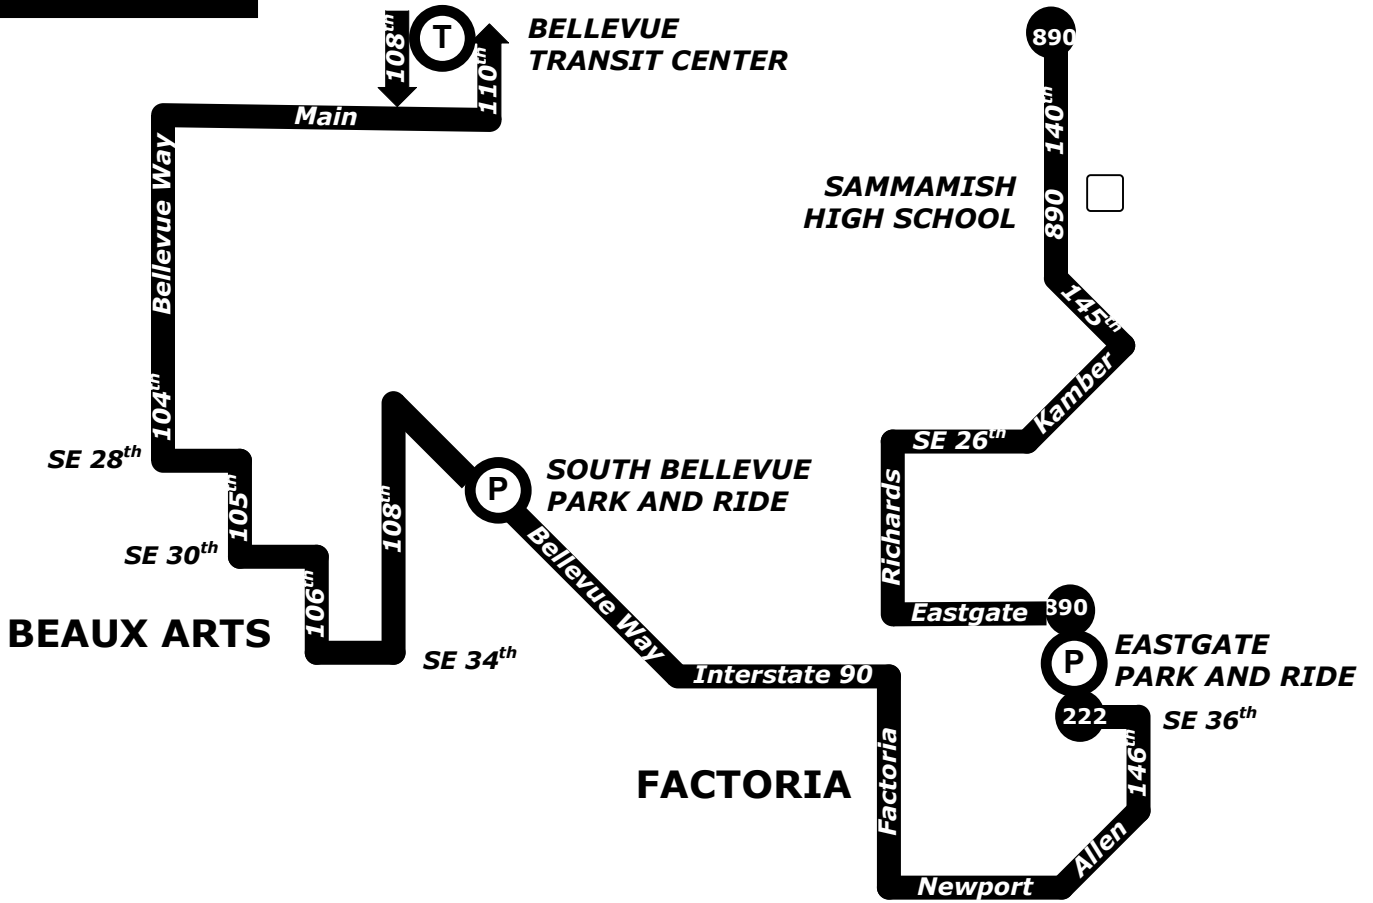 108th
T
110th
BELLEVUE
TRANSIT CENTER
890
Main
140th
Bellevue Way
SAMMAMISH
HIGH SCHOOL
890
145th
Kamber
104th
SE 28th
SE 26th
105th
108th
P
SOUTH BELLEVUE
PARK AND RIDE
Richards
SE 30th
106th
Bellevue Way
Eastgate
890
BEAUX ARTS
SE 34th
P
EASTGATE
PARK AND RIDE
Interstate 90
222
SE 36th
146th
Factoria
FACTORIA
Allen
Newport